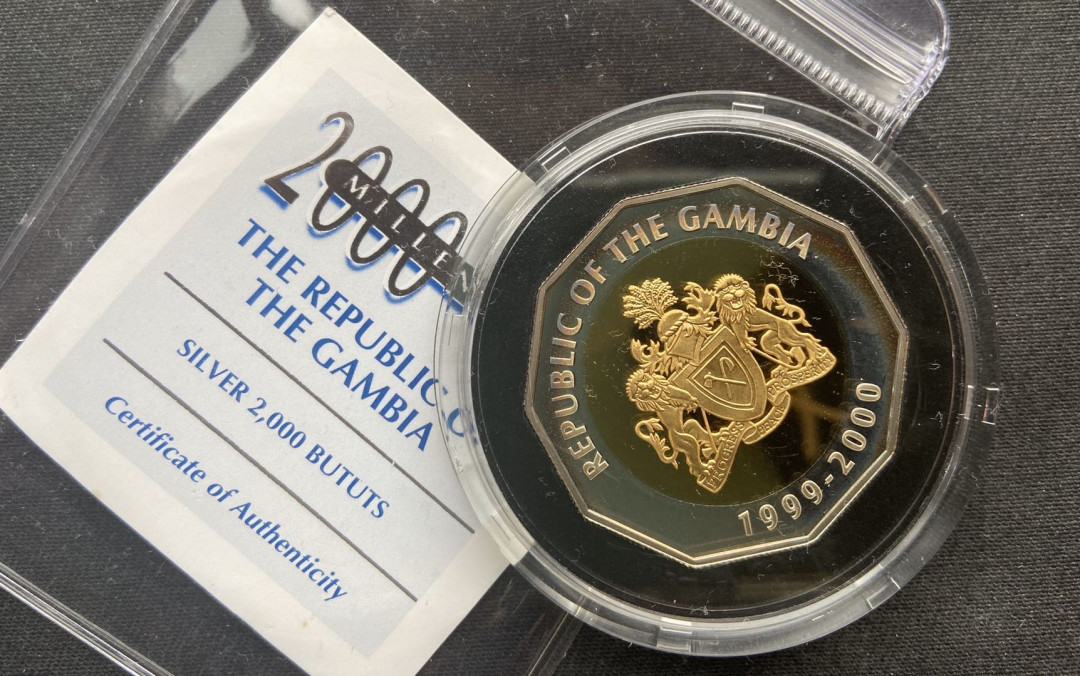 2000
MILLEN
THE REPUBLIC O
THE GAMBIA
SILVER 2,000 BUTUTS
Certificate of Authenticity
REPUBLIC OF THE GAMBIA
PROGRESS PEACE PROSPERITY
1999-2000